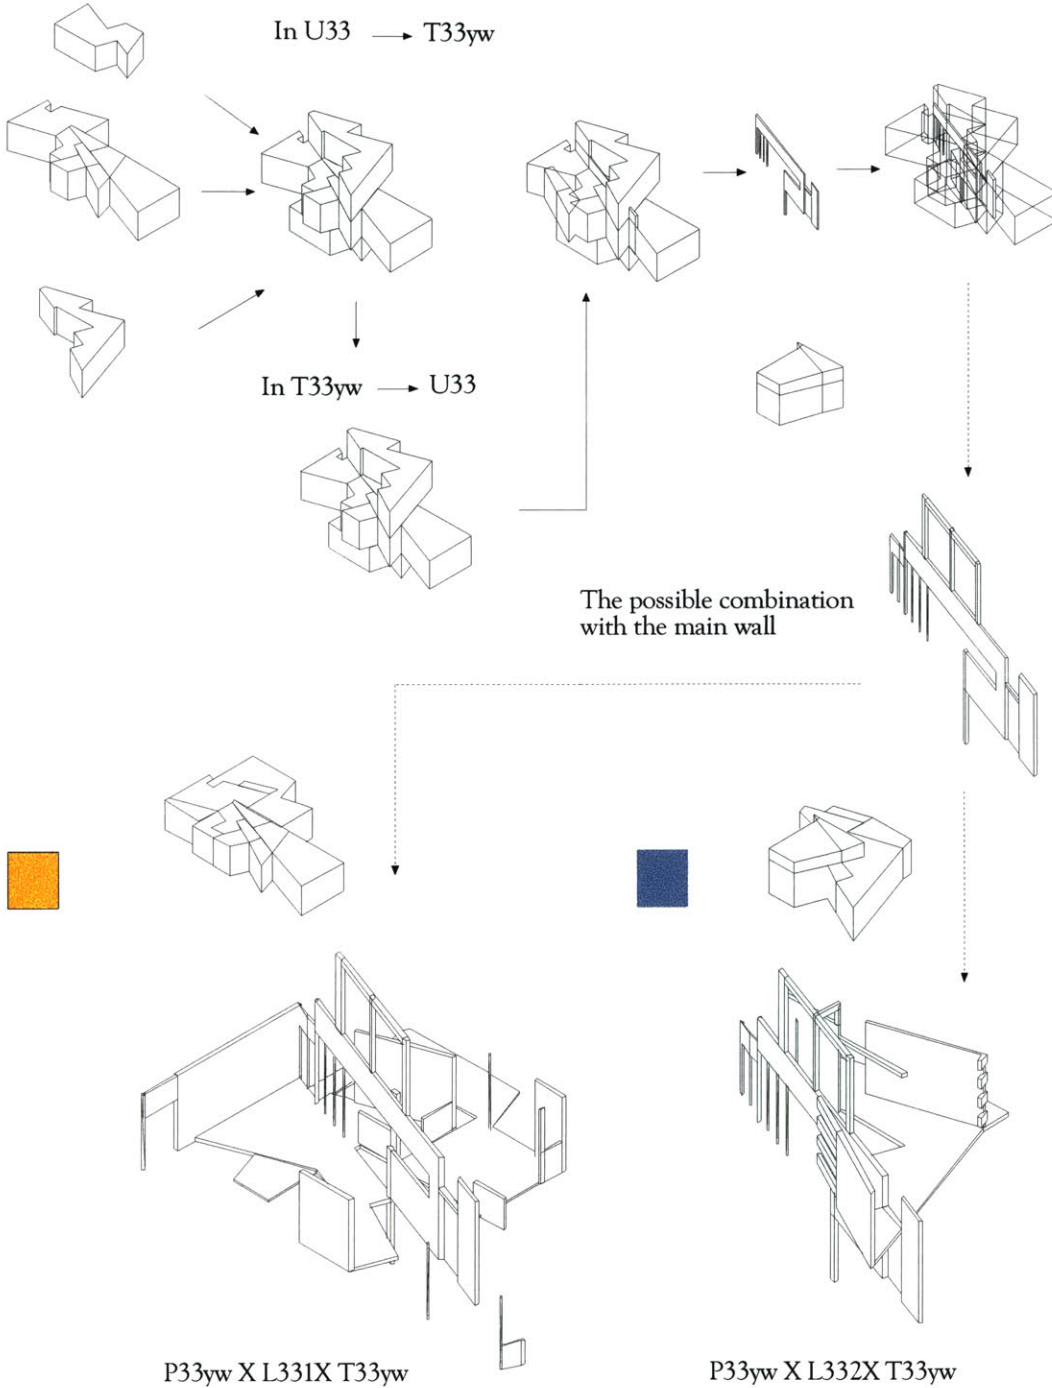 In U33 → T33yw
In T33yw → U33
The possible combination
with the main wall
P33yw X L331X T33yw
P33yw X L332X T33yw